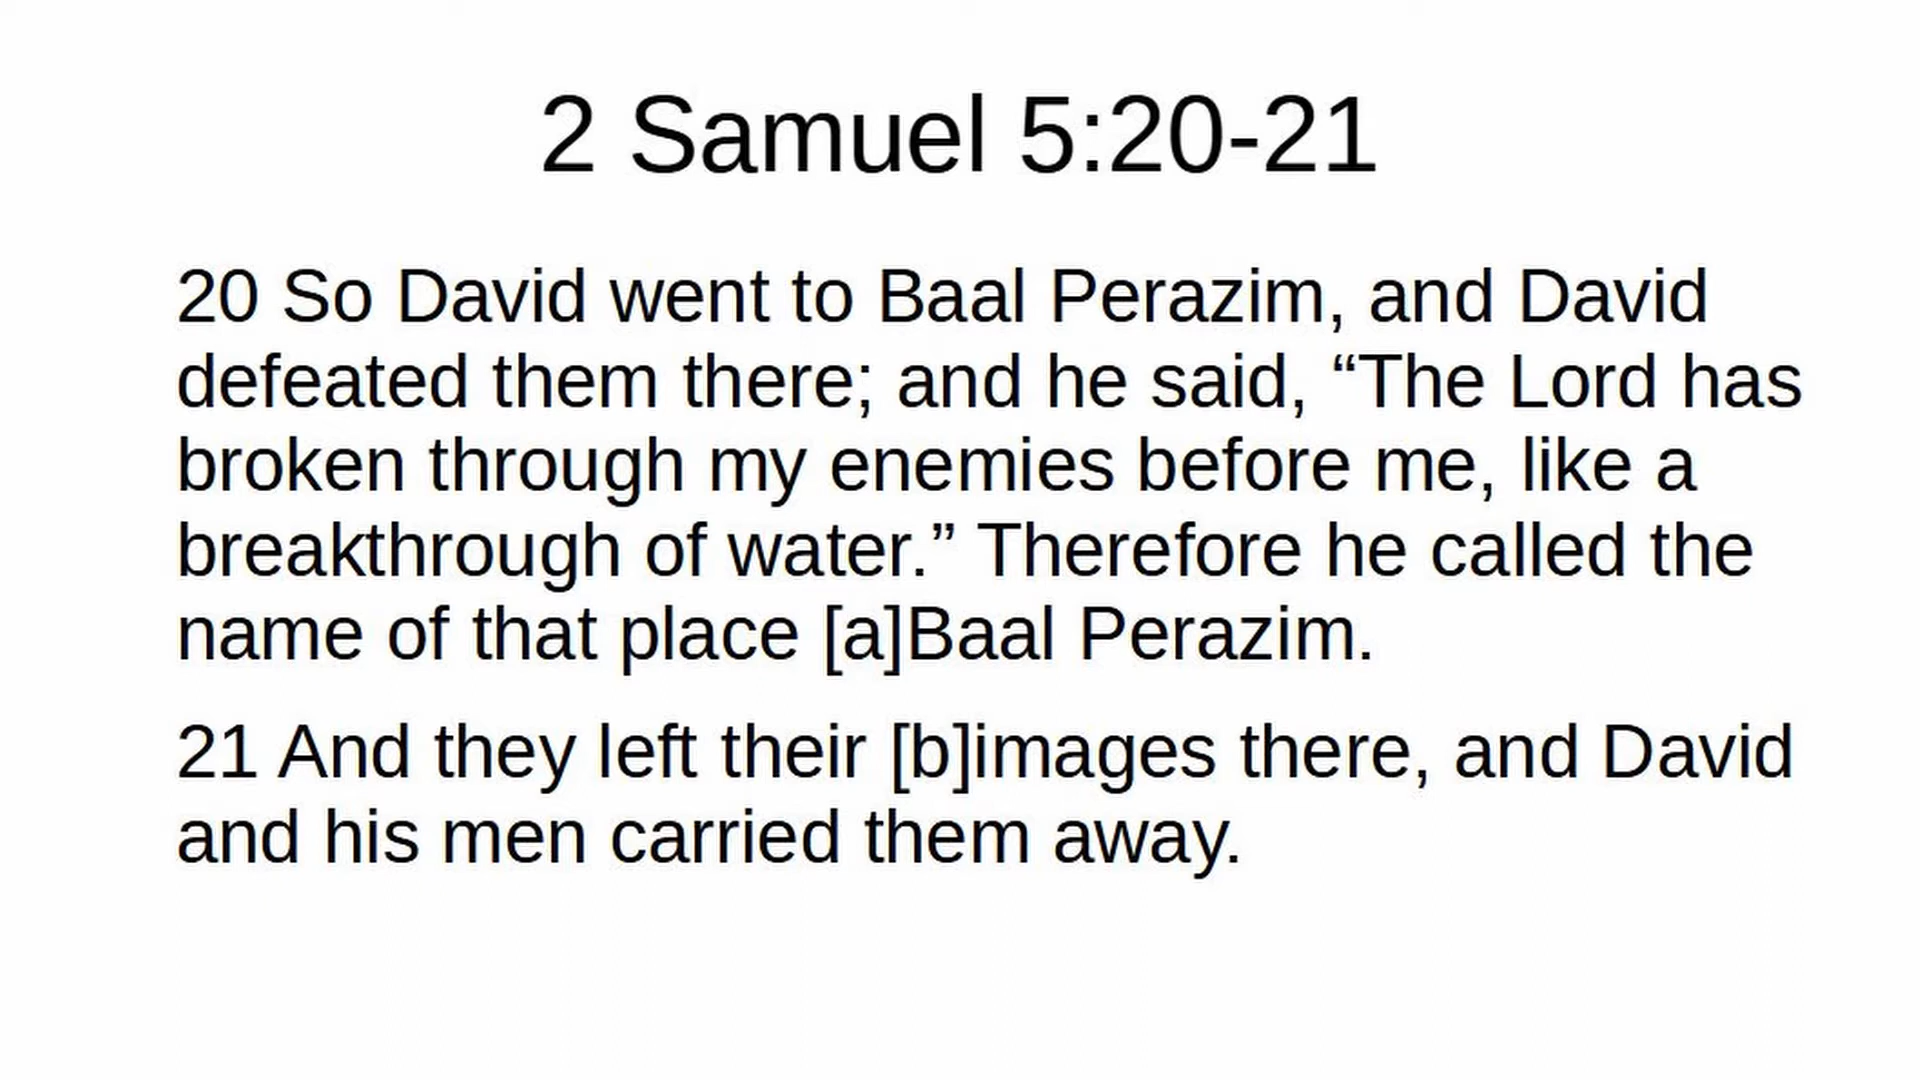 2 Samuel 5:20-21
20 So David went to Baal Perazim, and David
defeated them there; and he said, “The Lord has
broken through my enemies before me, like a
breakthrough of water.” Therefore he called the
name of that place [a]Baal Perazim.
21 And they left their [b]images there, and David
and his men carried them away.